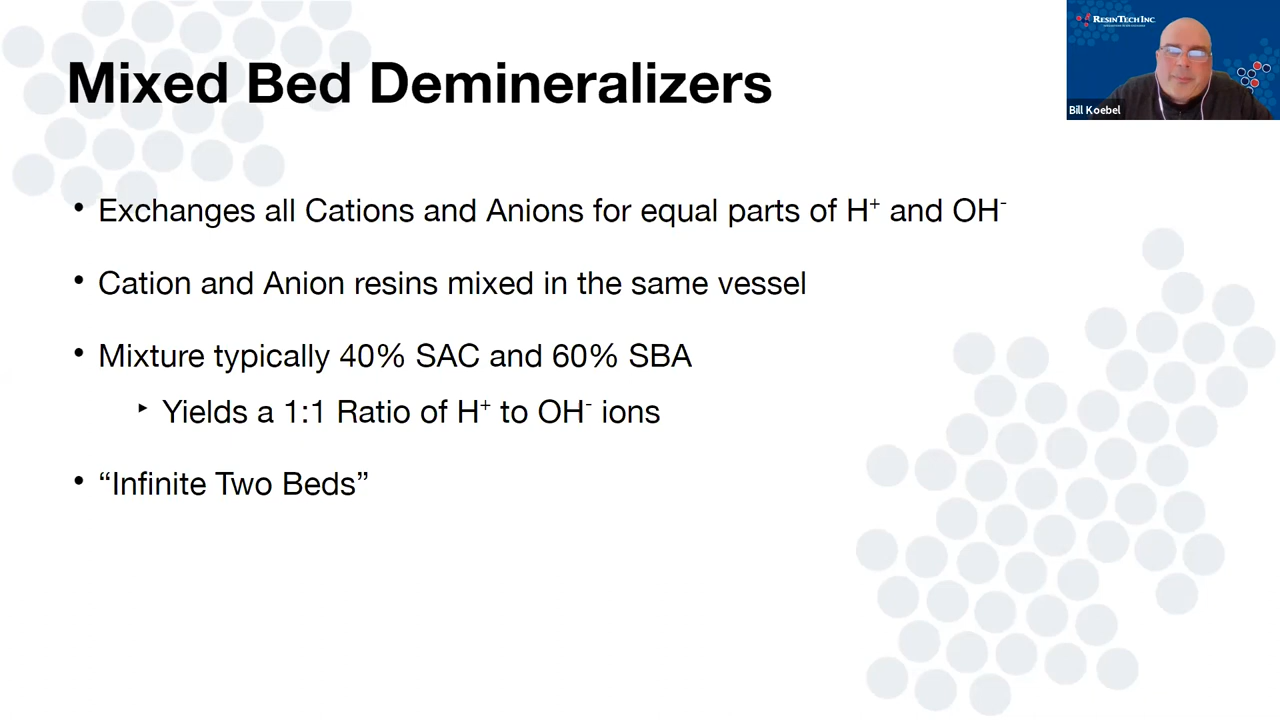 Mixed Bed Demineralizers
RESINTECH INC
Bill Koebel
• Exchanges all Cations and Anions for equal parts of H⁺ and OH⁻
• Cation and Anion resins mixed in the same vessel
• Mixture typically 40% SAC and 60% SBA
‣ Yields a 1:1 Ratio of H⁺ to OH⁻ ions
• “Infinite Two Beds”